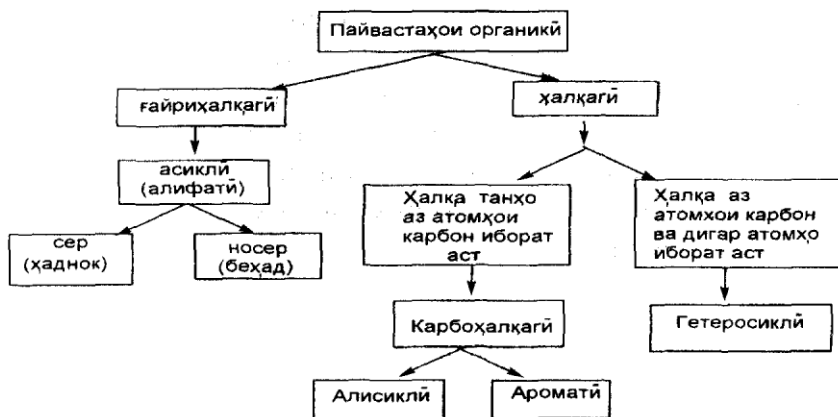 Пайвастаҳои органикӣ
ғайриҳалқагӣ
ҳалқагӣ
асиклӣ
(алифатӣ)
сер
(ҳаднок)
носер
(беҳад)
Ҳалқа танҳо
аз атомҳои
карбон иборат
аст
Ҳалқа аз
атомхои карбон
ва дигар атомҳо
иборат аст
Карбоҳалқагӣ
Гетеросиклӣ
Алисиклӣ
Ароматӣ